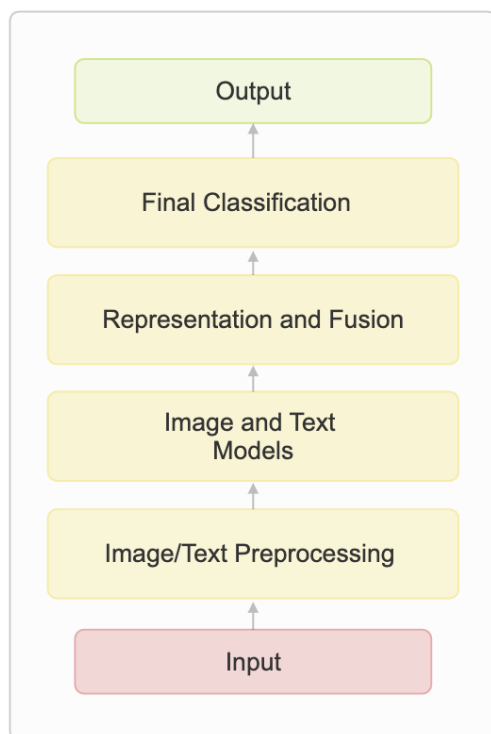 Output
Final Classification
Representation and Fusion
Image and Text
Models
Image/Text Preprocessing
Input